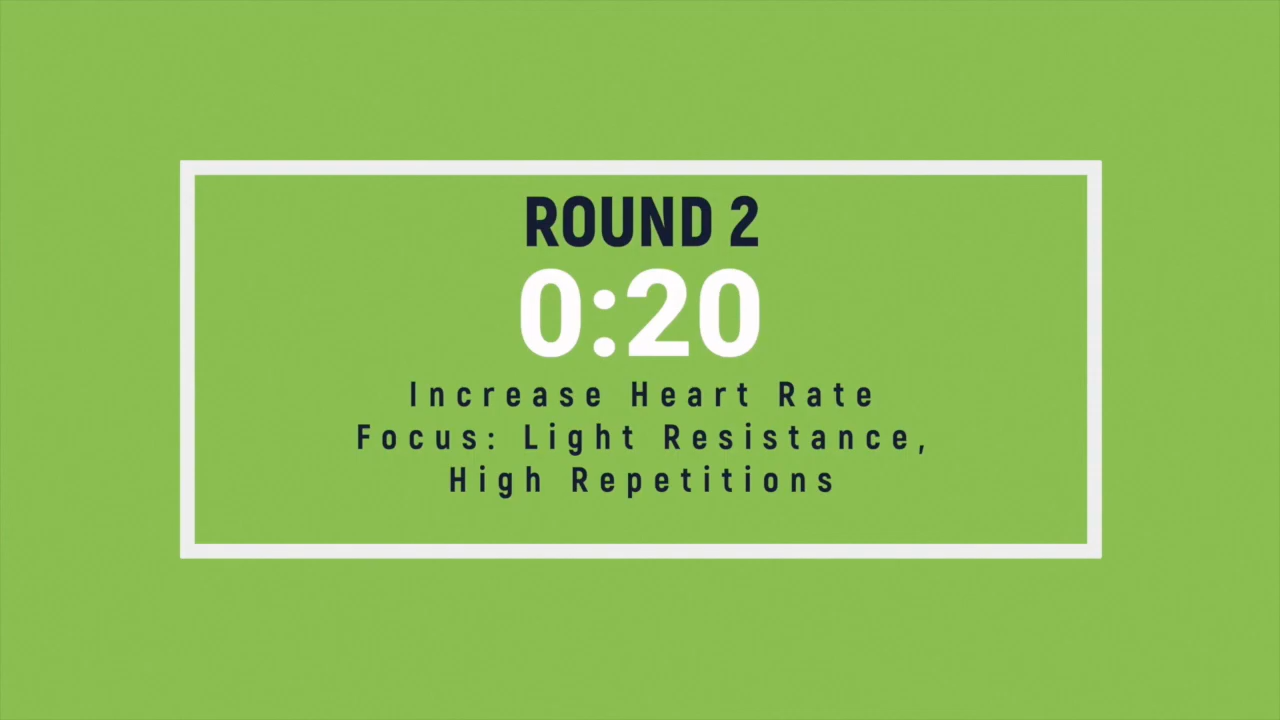 ROUND 2
0:20
Increase Heart Rate
Focus: Light Resistance,
High Repetitions